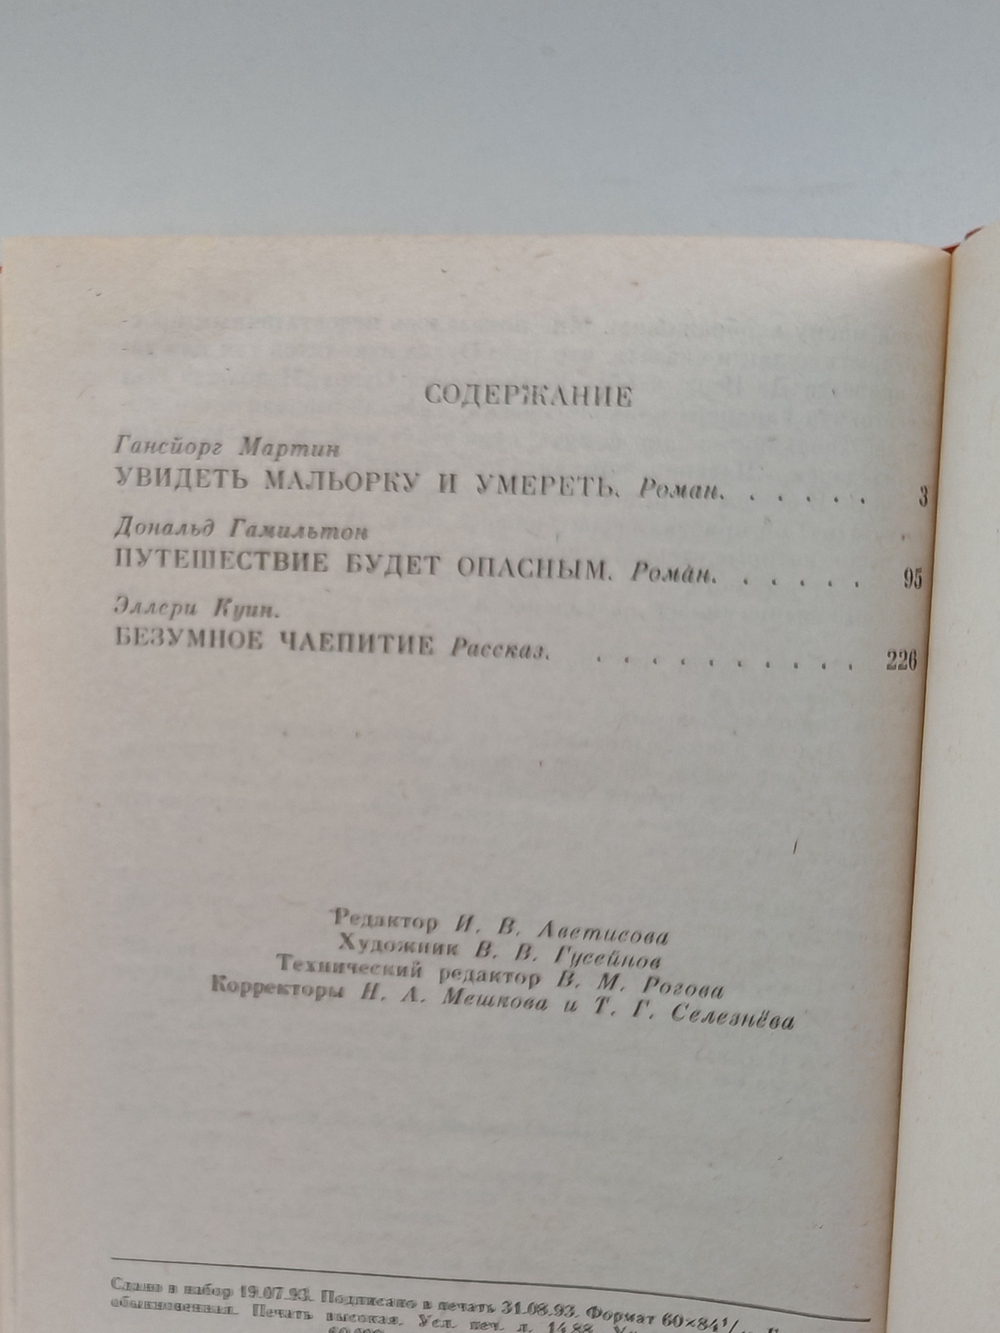 СОДЕРЖАНИЕ
Гансйорг Мартин
УВИДЕТЬ МАЛЬОРКУ И УМЕРЕТЬ. Роман. . . . . . 3
Дональд Гамильтон
ПУТЕШЕСТВИЕ БУДЕТ ОПАСНЫМ. Роман. . . . . . 95
Эллери Куин.
БЕЗУМНОЕ ЧАЕПИТИЕ Рассказ. . . . . . . . . . . 226
Редактор И. В. Аветисова
Художник В. В. Гусейнов
Технический редактор В. М. Рогова
Корректоры Н. А. Мешкова и Т. Г. Селезнёва
Сдано в набор 19.07.93. Подписано в печать 31.08.93. Формат 60×84¹/
обыкновенная. Печать высокая. Усл. печ. л. 14,88.